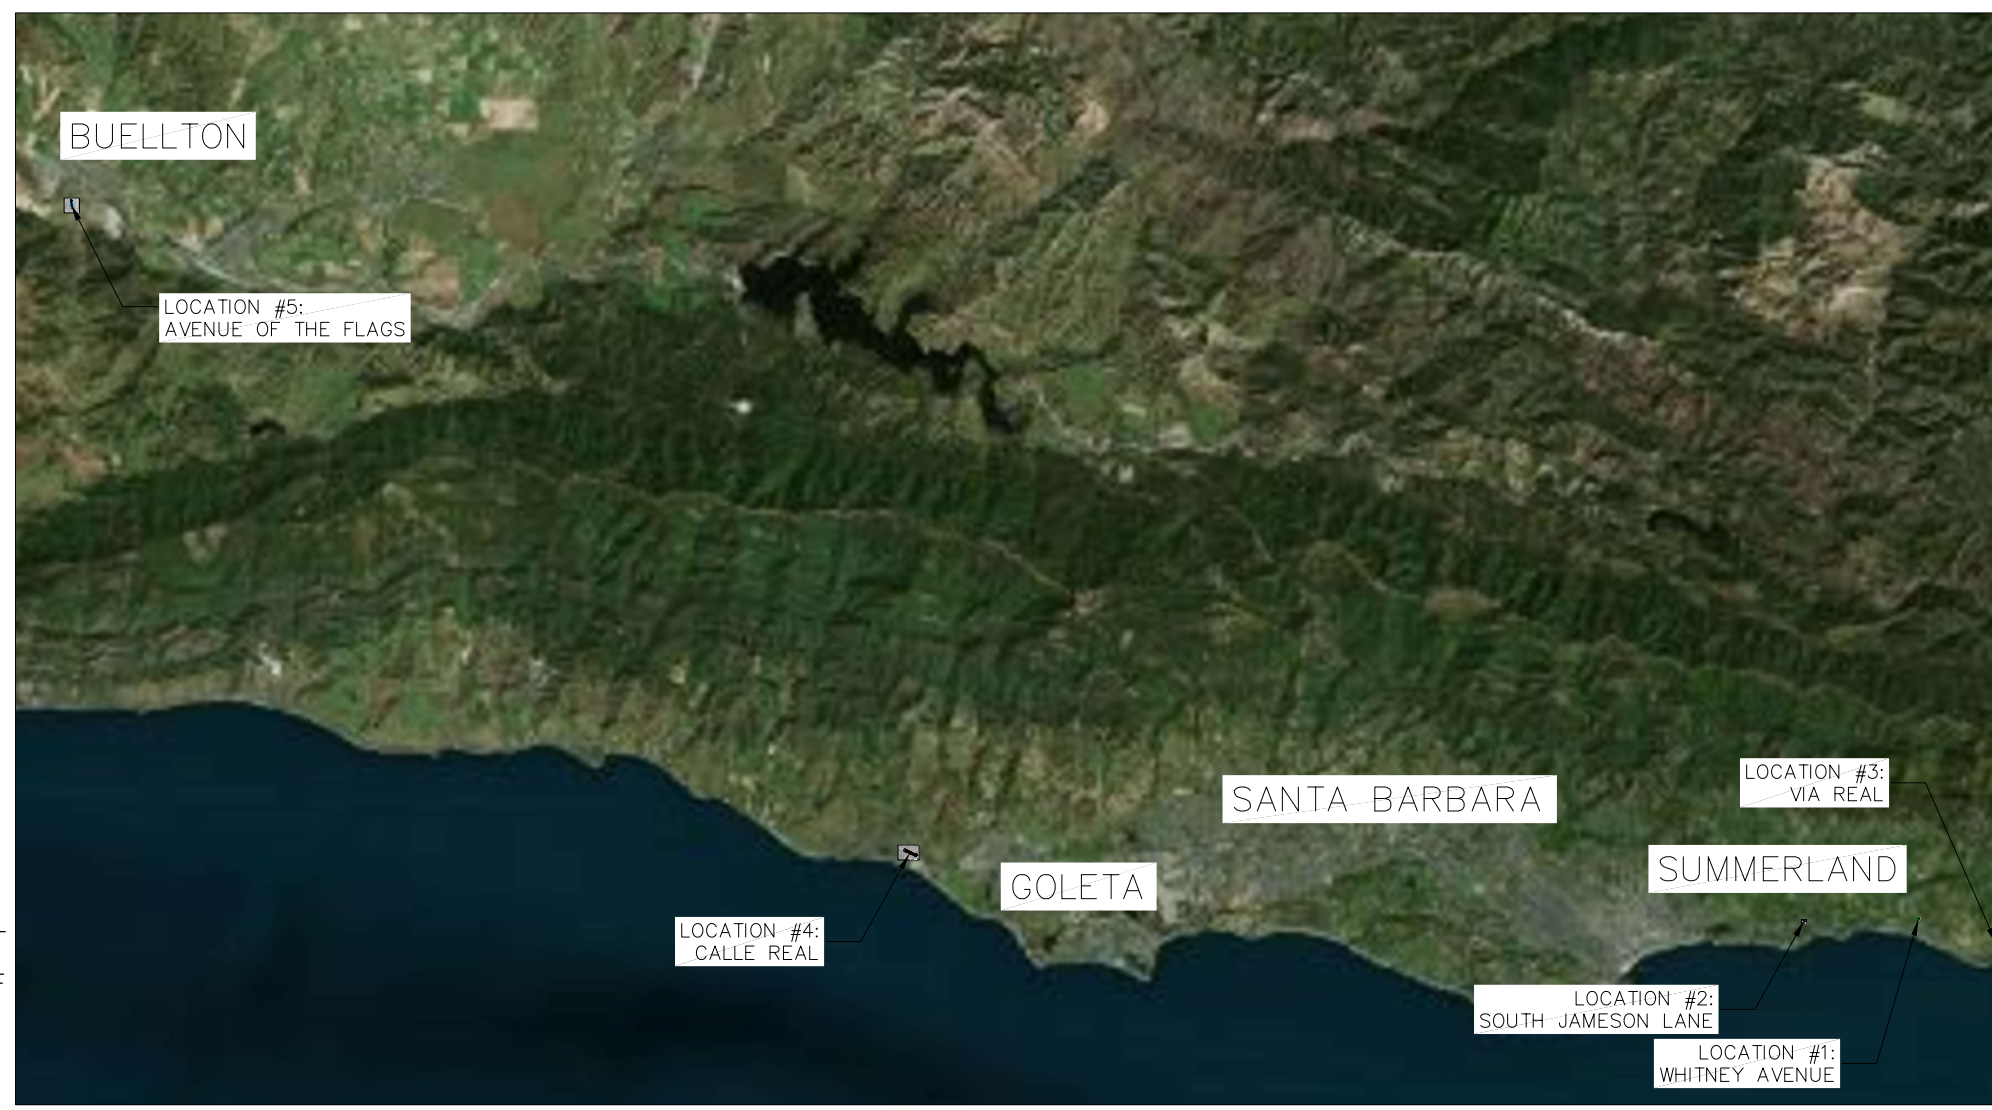 BUELLTON
LOCATION #5:
AVENUE OF THE FLAGS
SANTA BARBARA
LOCATION #3:
VIA REAL
SUMMERLAND
GOLETA
LOCATION #4:
CALLE REAL
LOCATION #2:
SOUTH JAMESON LANE
LOCATION #1:
WHITNEY AVENUE